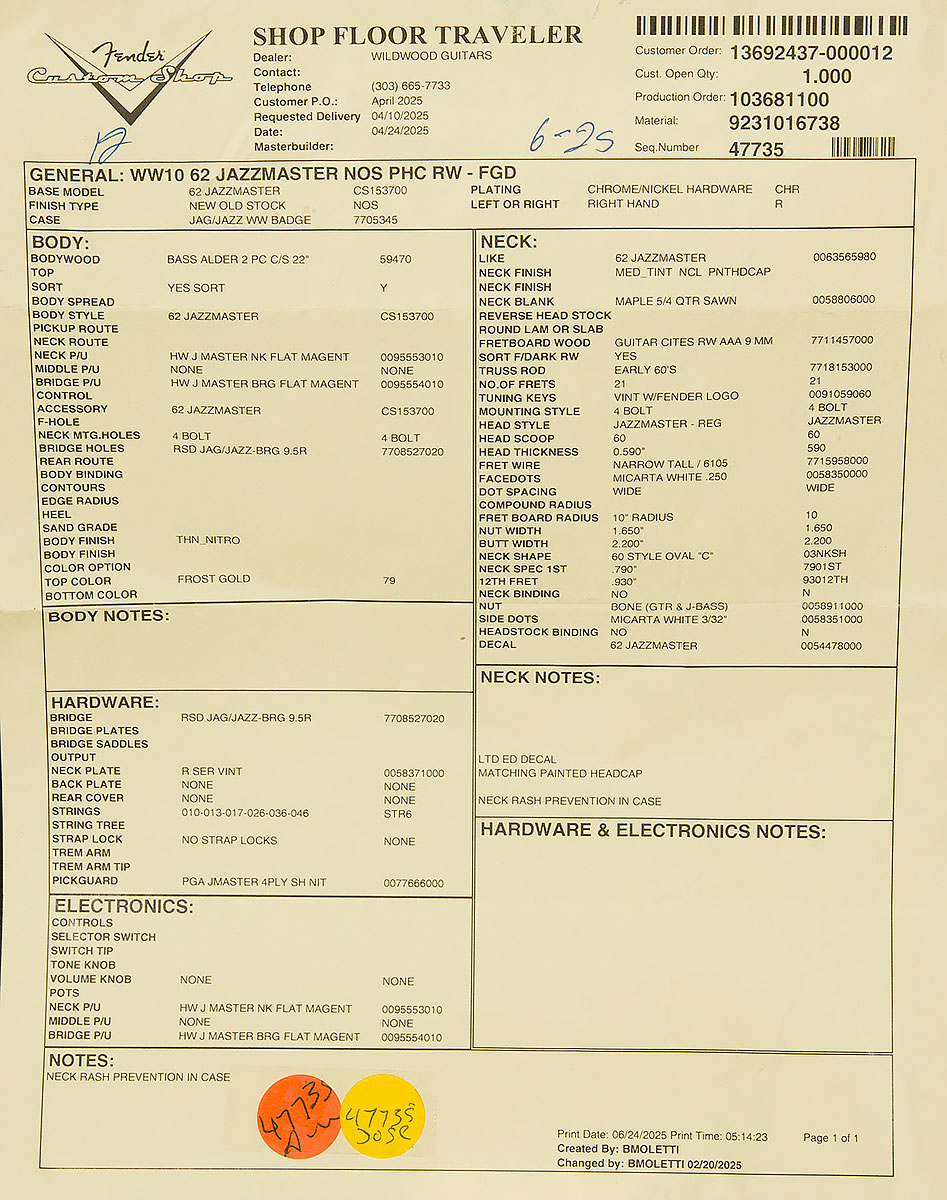 Fender
Custom Shop
SHOP FLOOR TRAVELER
Dealer: WILDWOOD GUITARS
Contact:
Telephone (303) 665-7733
Customer P.O.: April 2025
Requested Delivery 04/10/2025
Date: 04/24/2025
Masterbuilder:
6-25
Customer Order: 13692437-000012
Cust. Open Qty: 1.000
Production Order: 103681100
Material: 9231016738
Seq.Number 47735
GENERAL: WW10 62 JAZZMASTER NOS PHC RW - FGD
BASE MODEL 62 JAZZMASTER CS153700 PLATING CHROME/NICKEL HARDWARE CHR
FINISH TYPE NEW OLD STOCK NOS LEFT OR RIGHT RIGHT HAND R
CASE JAG/JAZZ WW BADGE 7705345
BODY:
BODYWOOD BASS ALDER 2 PC C/S 22" 59470
TOP
SORT YES SORT Y
BODY SPREAD
BODY STYLE 62 JAZZMASTER CS153700
PICKUP ROUTE
NECK ROUTE
NECK P/U HW J MASTER NK FLAT MAGENT 0095553010
MIDDLE P/U NONE NONE
BRIDGE P/U HW J MASTER BRG FLAT MAGENT 0095554010
CONTROL
ACCESSORY 62 JAZZMASTER CS153700
F-HOLE
NECK MTG.HOLES 4 BOLT 4 BOLT
BRIDGE HOLES RSD JAG/JAZZ-BRG 9.5R 7708527020
REAR ROUTE
BODY BINDING
CONTOURS
EDGE RADIUS
HEEL
SAND GRADE
BODY FINISH THN_NITRO
BODY FINISH
COLOR OPTION
TOP COLOR FROST GOLD 79
BOTTOM COLOR
BODY NOTES:
HARDWARE:
BRIDGE RSD JAG/JAZZ-BRG 9.5R 7708527020
BRIDGE PLATES
BRIDGE SADDLES
OUTPUT
NECK PLATE R SER VINT 0058371000
BACK PLATE NONE NONE
REAR COVER NONE NONE
STRINGS 010-013-017-026-036-046 STR6
STRING TREE
STRAP LOCK NO STRAP LOCKS NONE
TREM ARM
TREM ARM TIP
PICKGUARD PGA JMASTER 4PLY SH NIT 0077666000
ELECTRONICS:
CONTROLS
SELECTOR SWITCH
SWITCH TIP
TONE KNOB
VOLUME KNOB NONE NONE
POTS
NECK P/U HW J MASTER NK FLAT MAGENT 0095553010
MIDDLE P/U NONE NONE
BRIDGE P/U HW J MASTER BRG FLAT MAGENT 0095554010
NECK:
LIKE 62 JAZZMASTER 0063565980
NECK FINISH MED_TINT NCL PNTHDCAP
NECK FINISH
NECK BLANK MAPLE 5/4 QTR SAWN 0058806000
REVERSE HEAD STOCK
ROUND LAM OR SLAB
FRETBOARD WOOD GUITAR CITES RW AAA 9 MM 7711457000
SORT F/DARK RW YES
TRUSS ROD EARLY 60'S 7718153000
NO.OF FRETS 21 21
TUNING KEYS VINT W/FENDER LOGO 0091059060
MOUNTING STYLE 4 BOLT 4 BOLT
HEAD STYLE JAZZMASTER - REG JAZZMASTER
HEAD SCOOP 60 60
HEAD THICKNESS 0.590" 590
FRET WIRE NARROW TALL / 6105 7715958000
FACEDOTS MICARTA WHITE .250 0058350000
DOT SPACING WIDE WIDE
COMPOUND RADIUS
FRET BOARD RADIUS 10" RADIUS 10
NUT WIDTH 1.650" 1.650
BUTT WIDTH 2.200" 2.200
NECK SHAPE 60 STYLE OVAL "C" 03NKSH
NECK SPEC 1ST .790" 7901ST
12TH FRET .930" 93012TH
NECK BINDING NO N
NUT BONE (GTR & J-BASS) 0058911000
SIDE DOTS MICARTA WHITE 3/32" 0058351000
HEADSTOCK BINDING NO N
DECAL 62 JAZZMASTER 0054478000
NECK NOTES:
LTD ED DECAL
MATCHING PAINTED HEADCAP
NECK RASH PREVENTION IN CASE
HARDWARE & ELECTRONICS NOTES:
NOTES:
NECK RASH PREVENTION IN CASE
47735
47735
JOSE
Print Date: 06/24/2025 Print Time: 05:14:23 Page 1 of 1
Created By: BMOLETTI
Changed by: BMOLETTI 02/20/2025